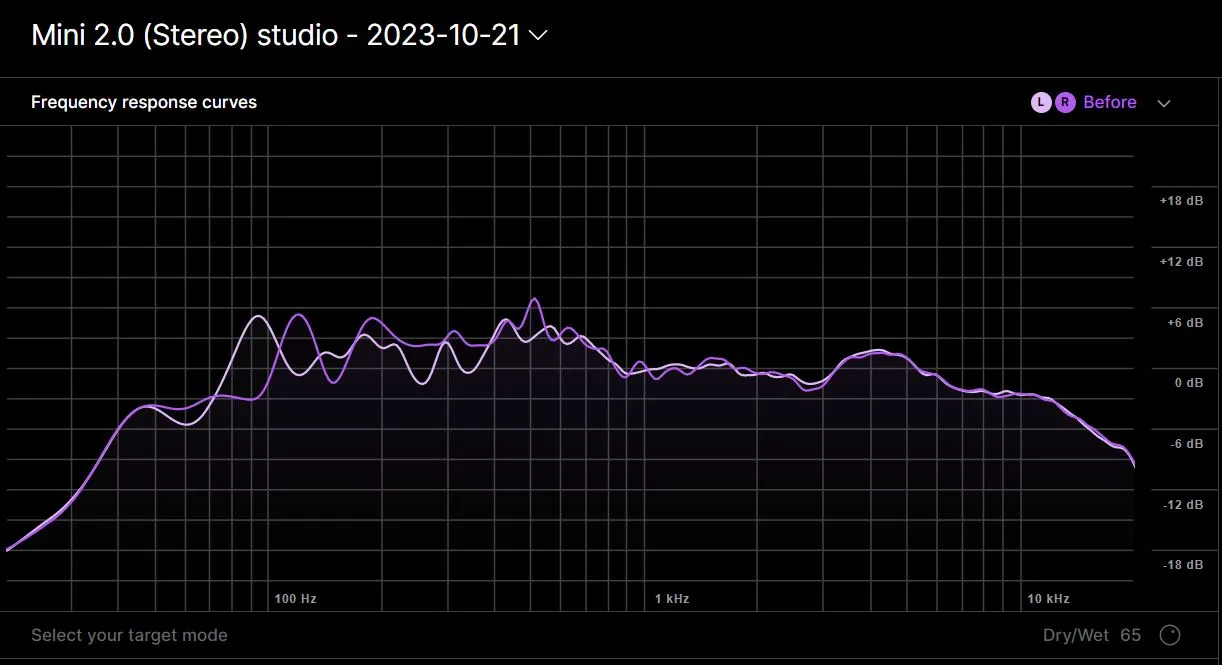 Mini 2.0 (Stereo) studio - 2023-10-21
Frequency response curves
L R Before
+18 dB
+12 dB
+6 dB
0 dB
-6 dB
-12 dB
-18 dB
100 Hz 1 kHz 10 kHz
Select your target mode Dry/Wet 65